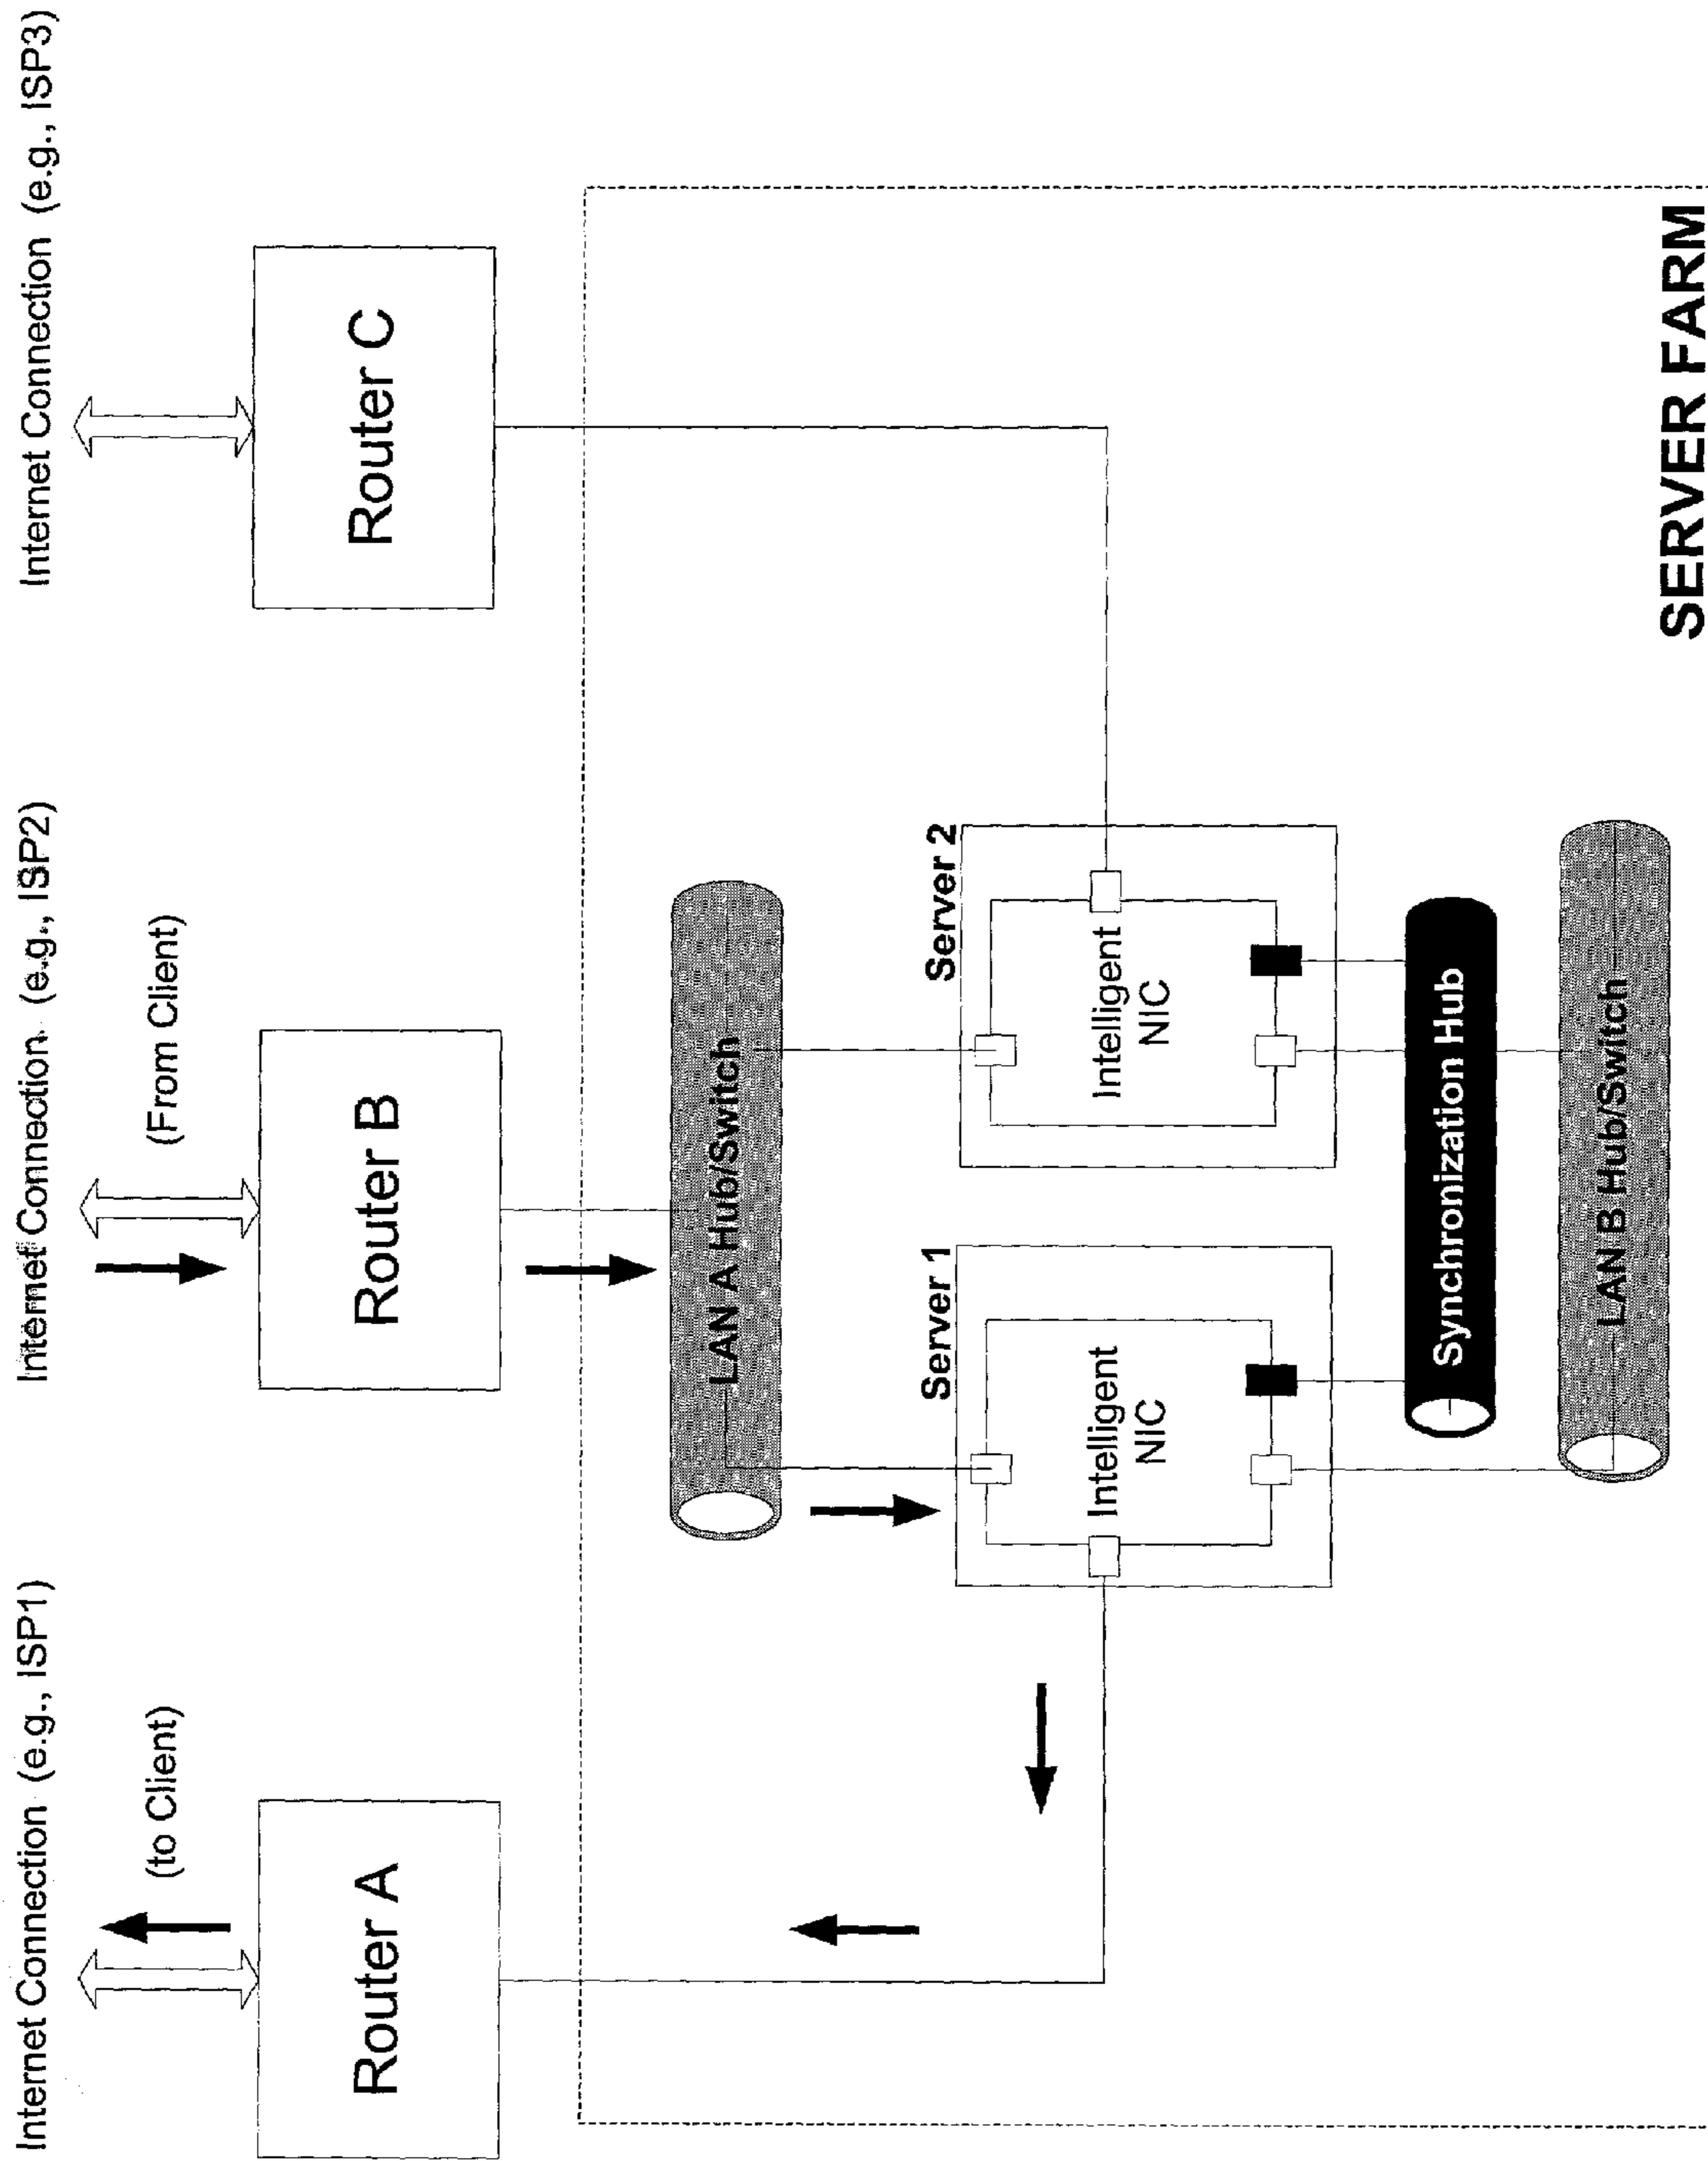 Internet Connection (e.g., ISP1)
Internet Connection (e.g., ISP2)
Internet Connection (e.g., ISP3)
(to Client)
(From Client)
Router A
Router B
Router C
LAN A Hub/Switch
Server 1
Server 2
Intelligent
NIC
Intelligent
NIC
Synchronization Hub
LAN B Hub/Switch
SERVER FARM